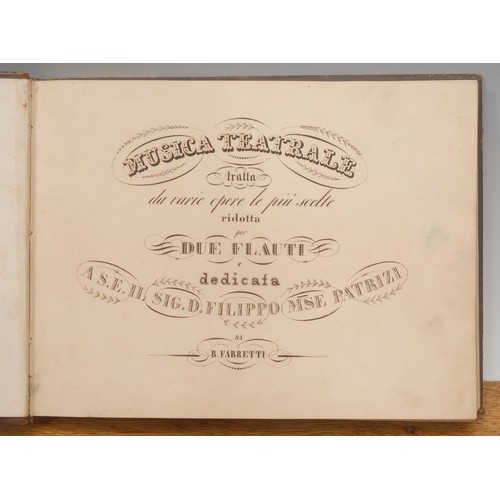 MUSICA TEATRALE
tratta
da varie opere le più scelte
ridotta
per
DUE FLAUTI
e
dedicata
A S.E. IL SIG. D. FILIPPO MSE PATRIZI
DA
B. FABRETTI